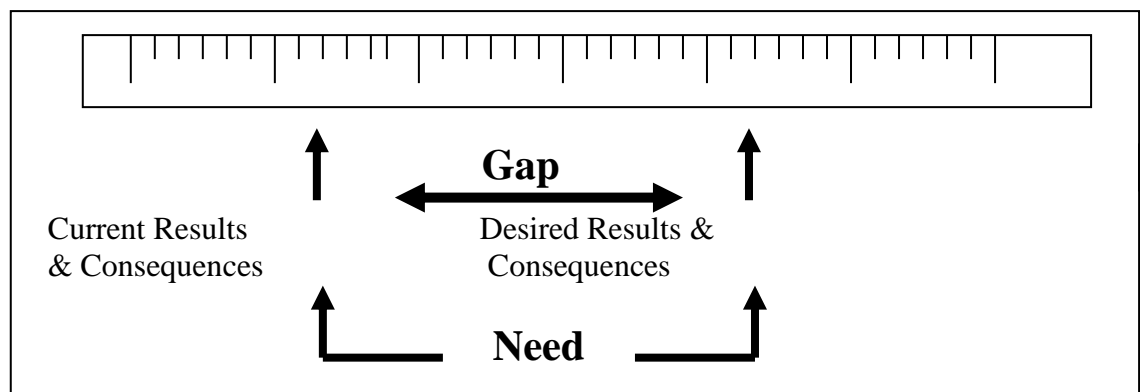 Gap
Current Results
& Consequences
Desired Results &
Consequences
Need